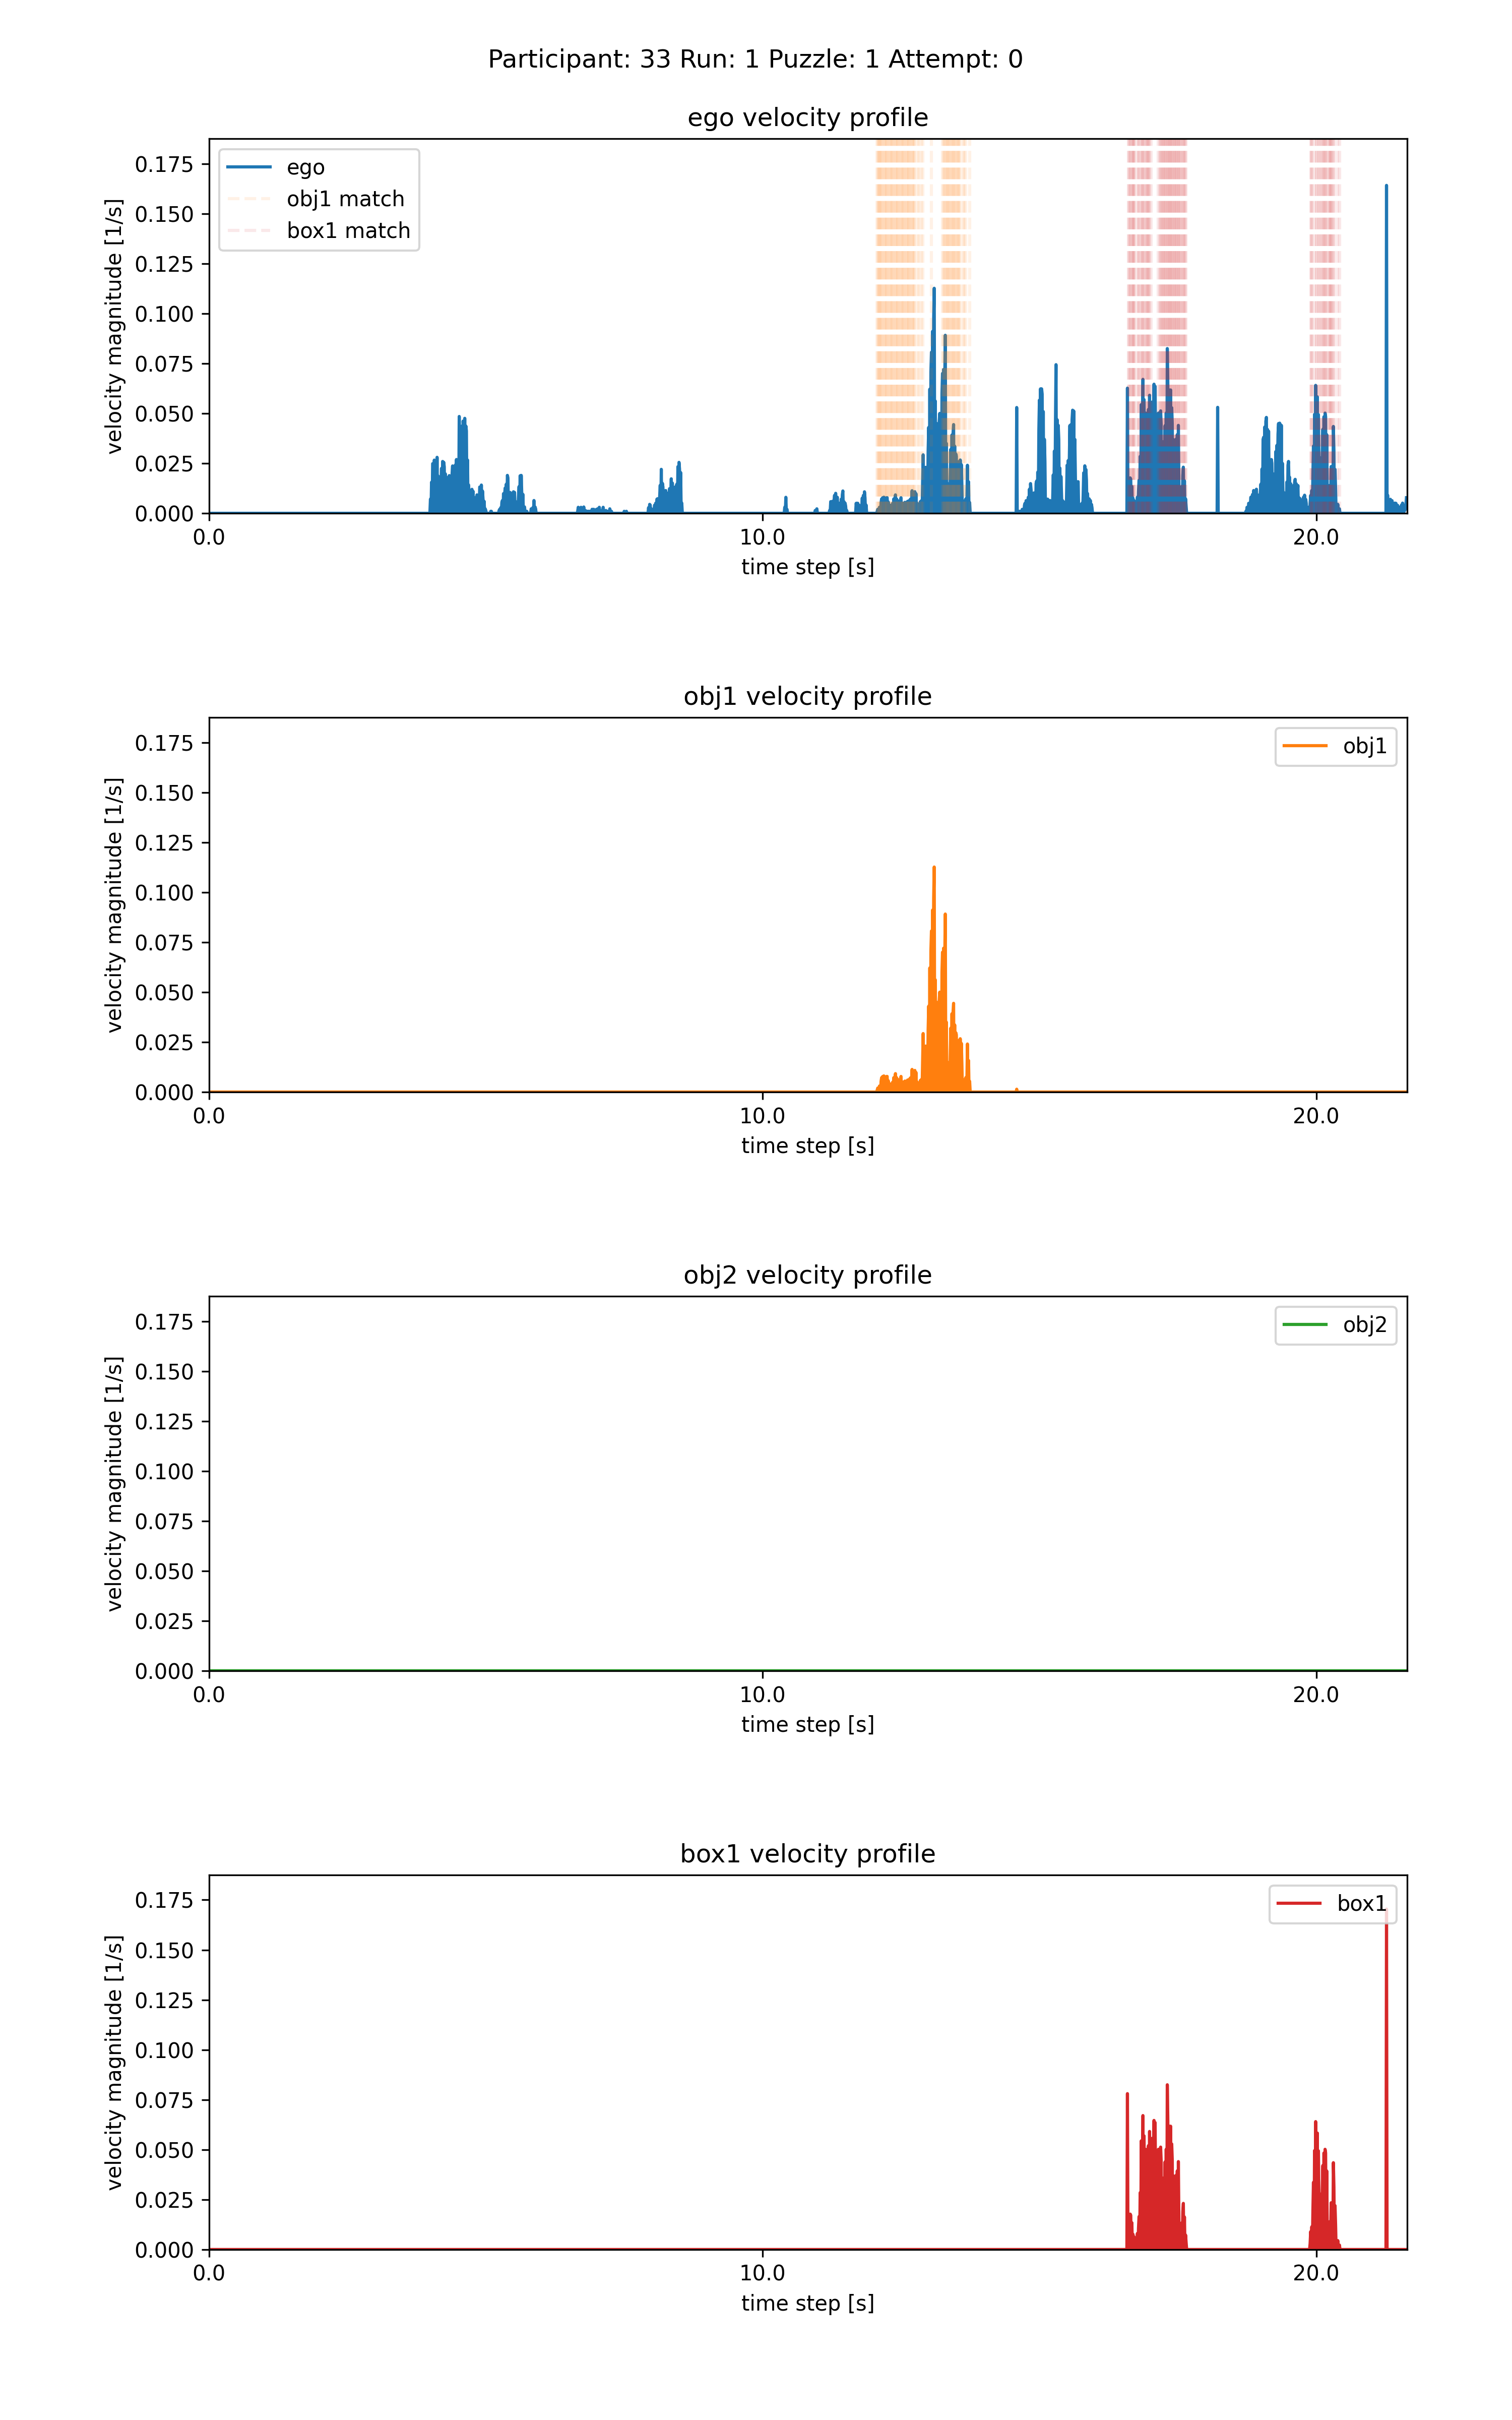 Participant: 33 Run: 1 Puzzle: 1 Attempt: 0
ego velocity profile
velocity magnitude [1/s]
0.175
0.150
0.125
0.100
0.075
0.050
0.025
0.000
ego
obj1 match
box1 match
0.0
10.0
20.0
time step [s]
obj1 velocity profile
velocity magnitude [1/s]
0.175
0.150
0.125
0.100
0.075
0.050
0.025
0.000
obj1
0.0
10.0
20.0
time step [s]
obj2 velocity profile
velocity magnitude [1/s]
0.175
0.150
0.125
0.100
0.075
0.050
0.025
0.000
obj2
0.0
10.0
20.0
time step [s]
box1 velocity profile
velocity magnitude [1/s]
0.175
0.150
0.125
0.100
0.075
0.050
0.025
0.000
box1
0.0
10.0
20.0
time step [s]